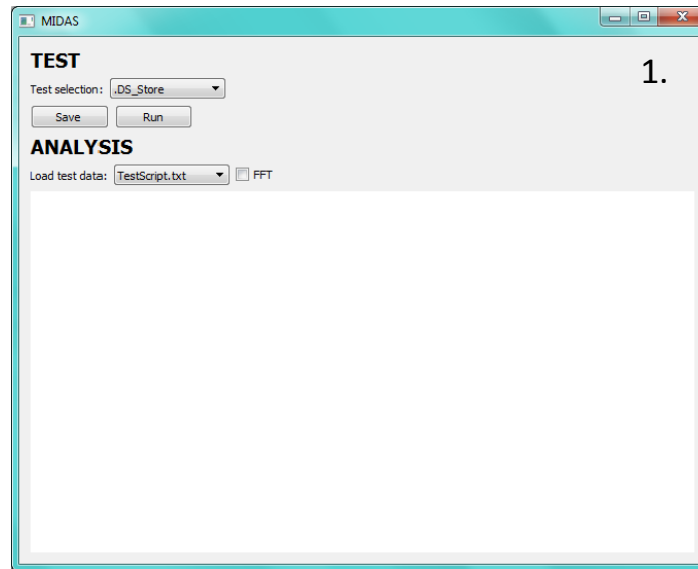 MIDAS
TEST
1.
Test selection: .DS_Store
Save Run
ANALYSIS
Load test data: TestScript.txt FFT